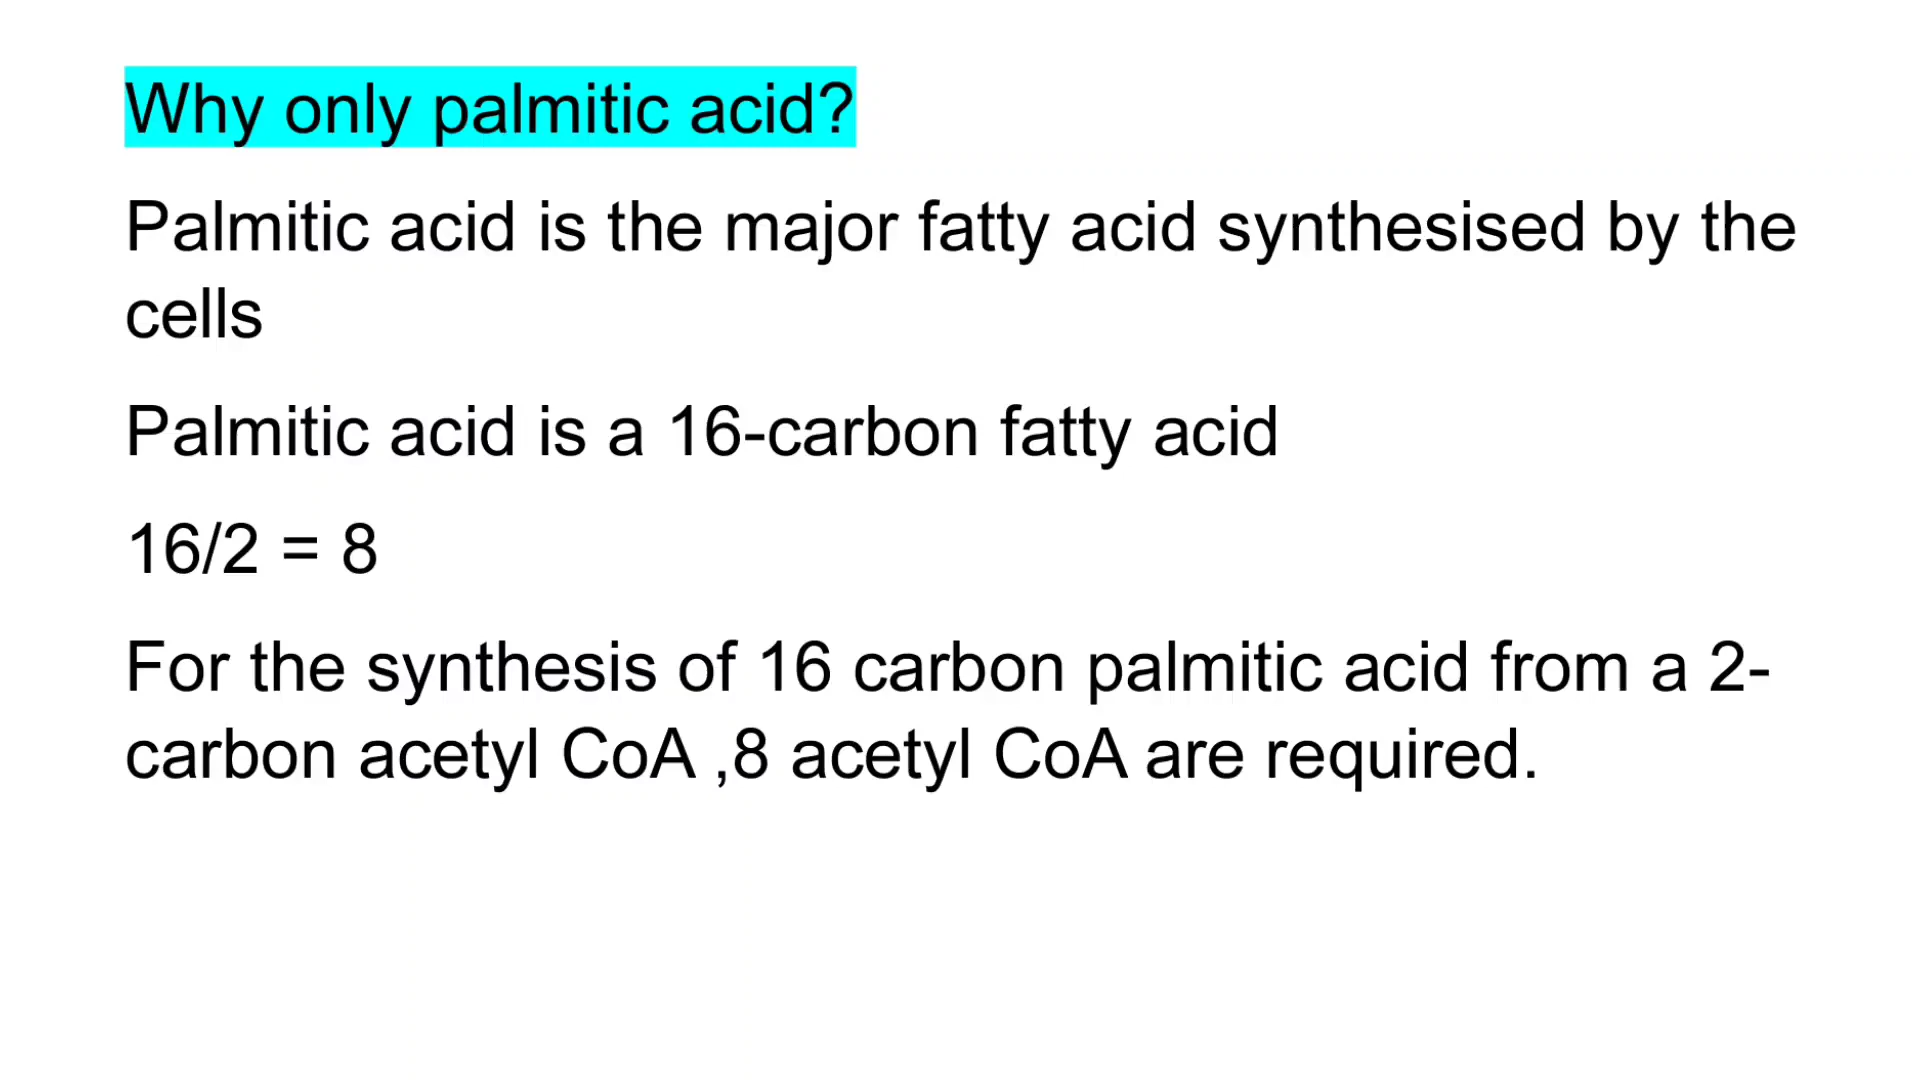 Why only palmitic acid?
Palmitic acid is the major fatty acid synthesised by the
cells
Palmitic acid is a 16-carbon fatty acid
16/2 = 8
For the synthesis of 16 carbon palmitic acid from a 2-
carbon acetyl CoA ,8 acetyl CoA are required.